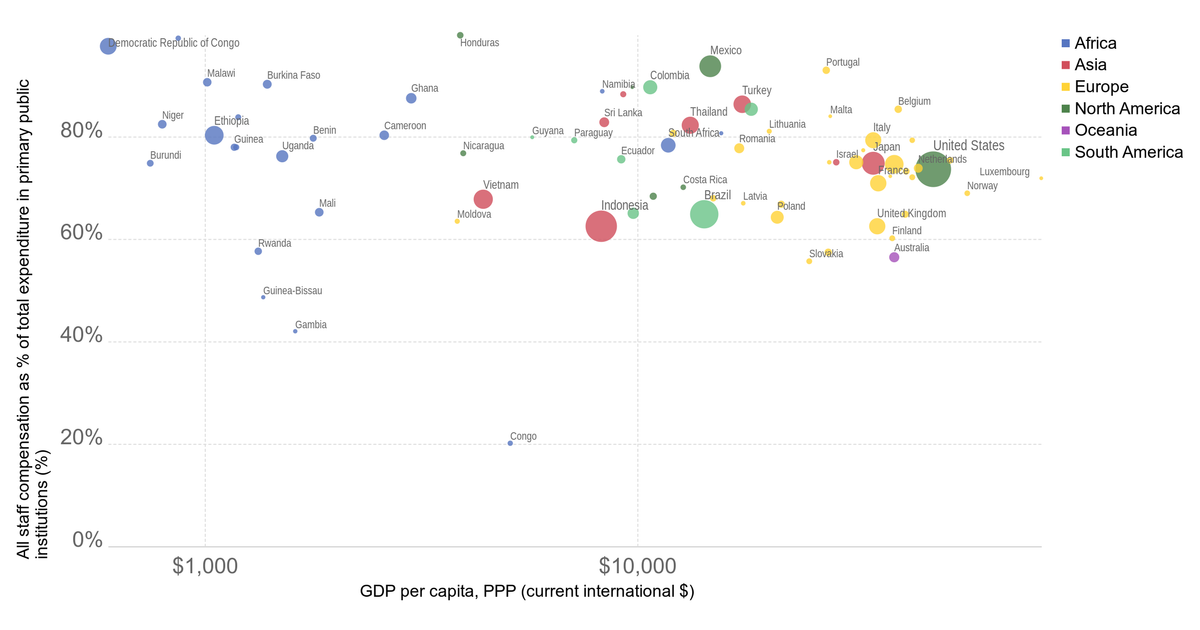 Democratic Republic of Congo
Honduras
Mexico
Portugal
Malawi
Burkina Faso
Colombia
Namibia
Ghana
Turkey
Malta
Belgium
Niger
Ethiopia
Sri Lanka
Thailand
Lithuania
Italy
80%
Guinea
Benin
Cameroon
Guyana
Paraguay
South Africa
Romania
Burundi
Uganda
Nicaragua
Ecuador
Israel
Japan
United States
Netherlands
France
Luxembourg
Norway
Vietnam
Costa Rica
Mali
Moldova
Indonesia
Brazil
Latvia
Poland
United Kingdom
60%
Rwanda
Slovakia
Finland
Australia
Guinea-Bissau
Gambia
40%
20%
Congo
0%
$1,000
$10,000
GDP per capita, PPP (current international $)
All staff compensation as % of total expenditure in primary public
institutions (%)
Africa
Asia
Europe
North America
Oceania
South America